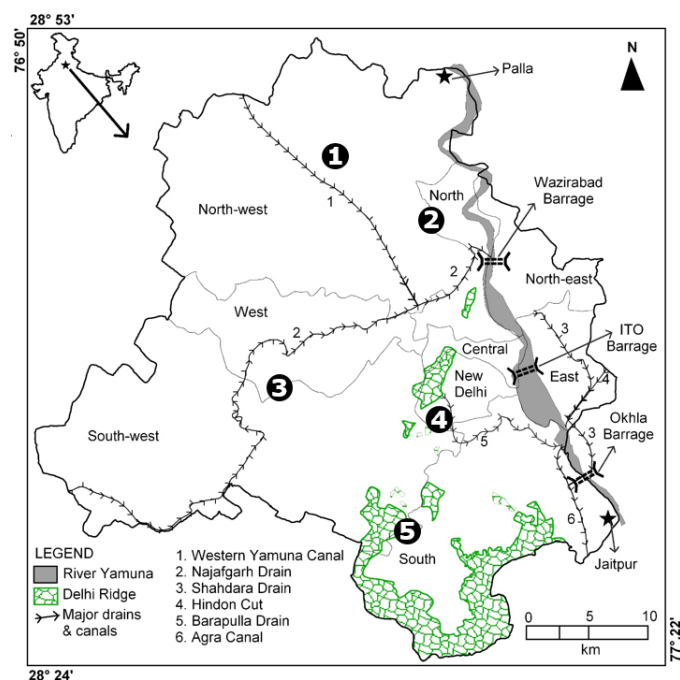 28° 53'
76° 50'
N
Palla
1
North
Wazirabad
Barrage
2
North-west
1
2
North-east
West
2
3
ITO
Barrage
Central
East
4
New
Delhi
3
4
Okhla
Barrage
3
South-west
5
6
5
South
Jaitpur
LEGEND
River Yamuna
Delhi Ridge
Major drains
& canals
1. Western Yamuna Canal
2. Najafgarh Drain
3. Shahdara Drain
4. Hindon Cut
5. Barapulla Drain
6. Agra Canal
0 5 10
km
77° 22'
28° 24'